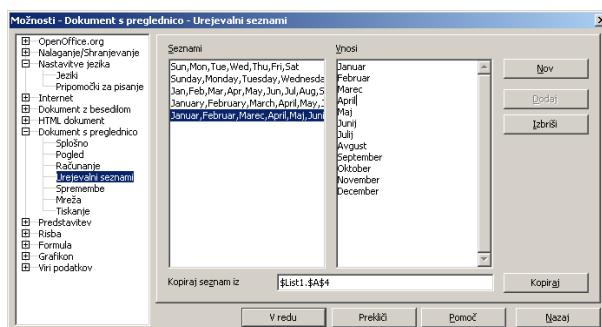 Možnosti - Dokument s preglednico - Urejevalni seznami
OpenOffice.org
Nalaganje/Shranjevanje
Nastavitve jezika
Jeziki
Pripomočki za pisanje
Internet
Dokument z besedilom
HTML dokument
Dokument s preglednico
Splošno
Pogled
Računanje
Urejevalni seznami
Spremembe
Mreža
Tiskanje
Predstavitev
Risba
Formula
Grafikon
Viri podatkov
Seznami
Sun,Mon,Tue,Wed,Thu,Fri,Sat
Sunday,Monday,Tuesday,Wednesda
Jan,Feb,Mar,Apr,May,Jun,Jul,Aug,S
January,February,March,April,May,J
Januar,Februar,Marec,April,Maj,Juni
Vnosi
Januar
Februar
Marec
April
Maj
Junij
Julij
Avgust
September
Oktober
November
December
Nov
Dodaj
Izbriši
Kopiraj seznam iz
$List1.$A$4
Kopiraj
V redu
Prekliči
Pomoč
Nazaj